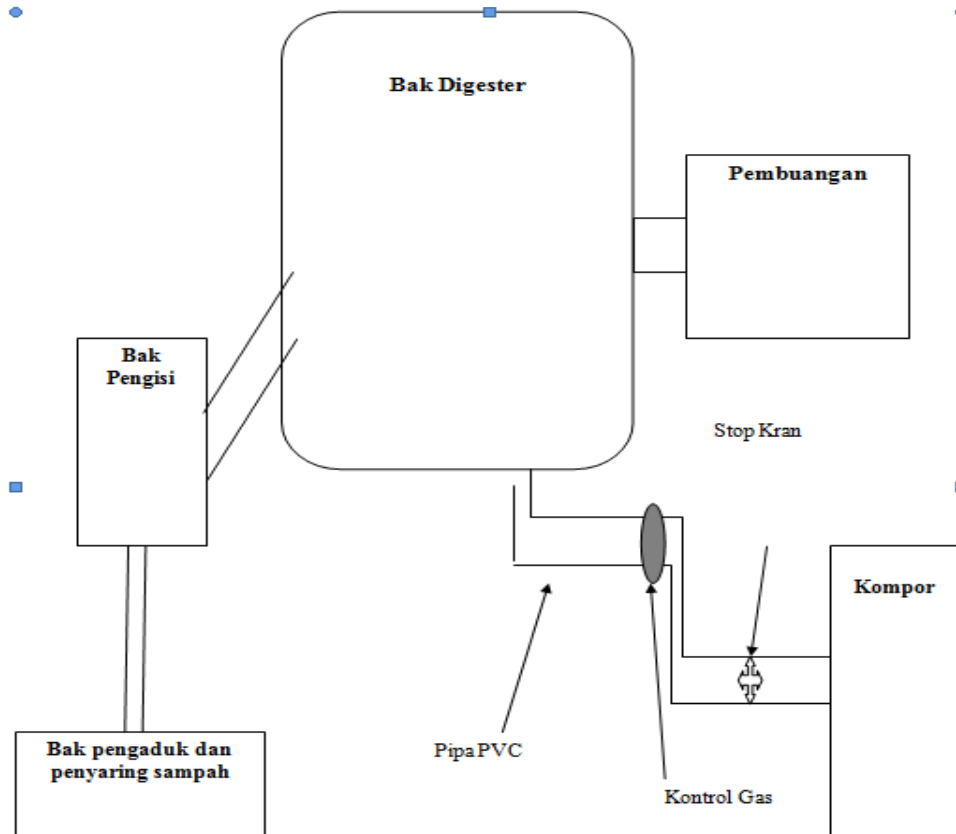 Bak Digester
Pembuangan
Bak
Pengisi
Stop Kran
Kompor
Bak pengaduk dan
penyaring sampah
Pipa PVC
Kontrol Gas